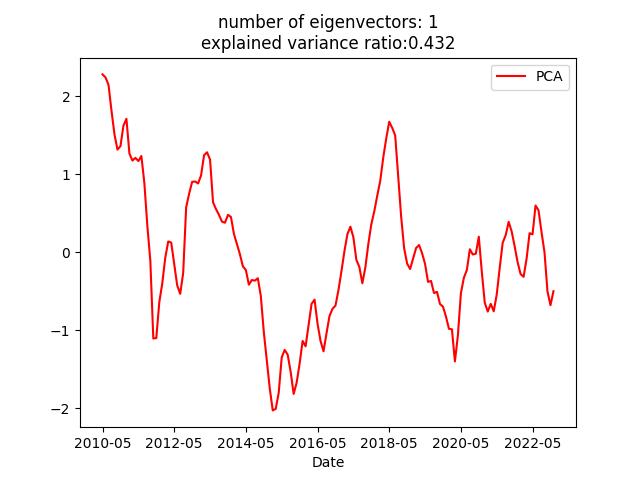 number of eigenvectors: 1
explained variance ratio:0.432
PCA
2
1
0
−1
−2
2010-05 2012-05 2014-05 2016-05 2018-05 2020-05 2022-05
Date